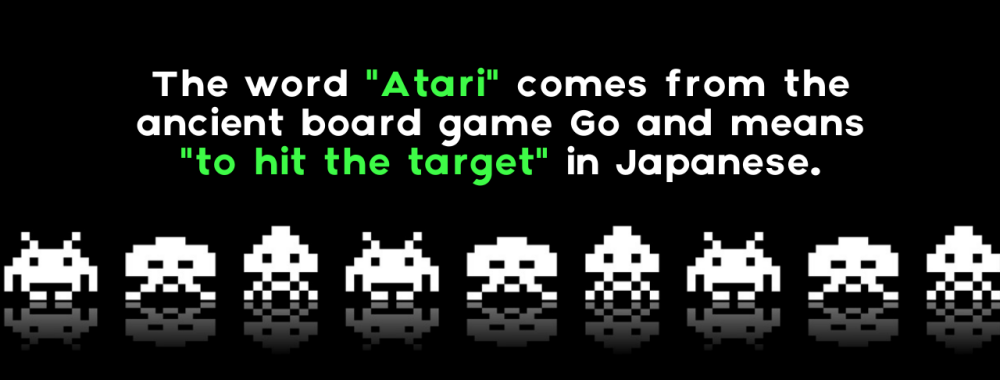 The word "Atari" comes from the
ancient board game Go and means
"to hit the target" in Japanese.